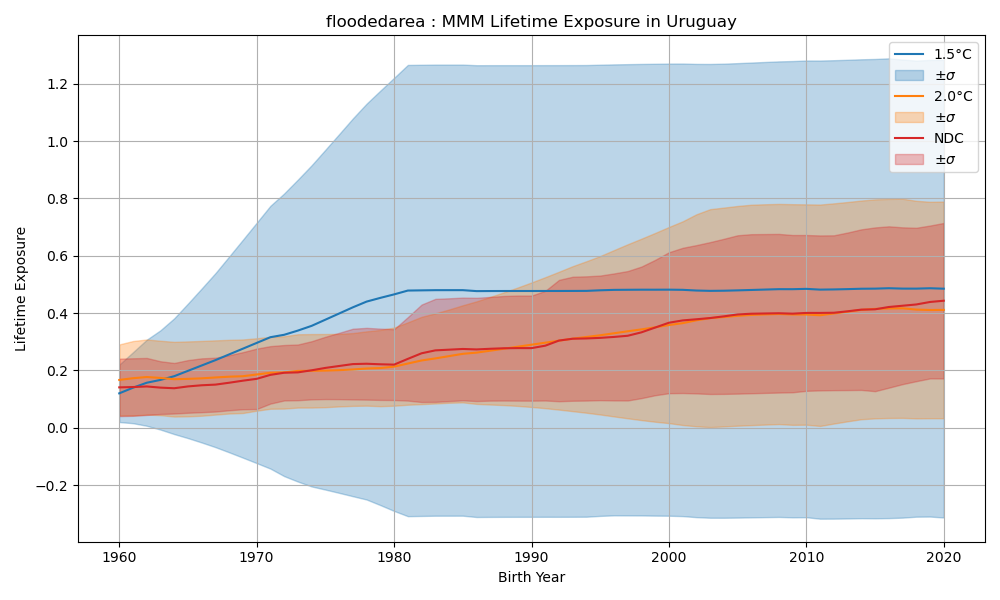 floodedarea : MMM Lifetime Exposure in Uruguay
1.5°C
±σ
2.0°C
±σ
NDC
±σ
Lifetime Exposure
1.2
1.0
0.8
0.6
0.4
0.2
0.0
−0.2
1960 1970 1980 1990 2000 2010 2020
Birth Year